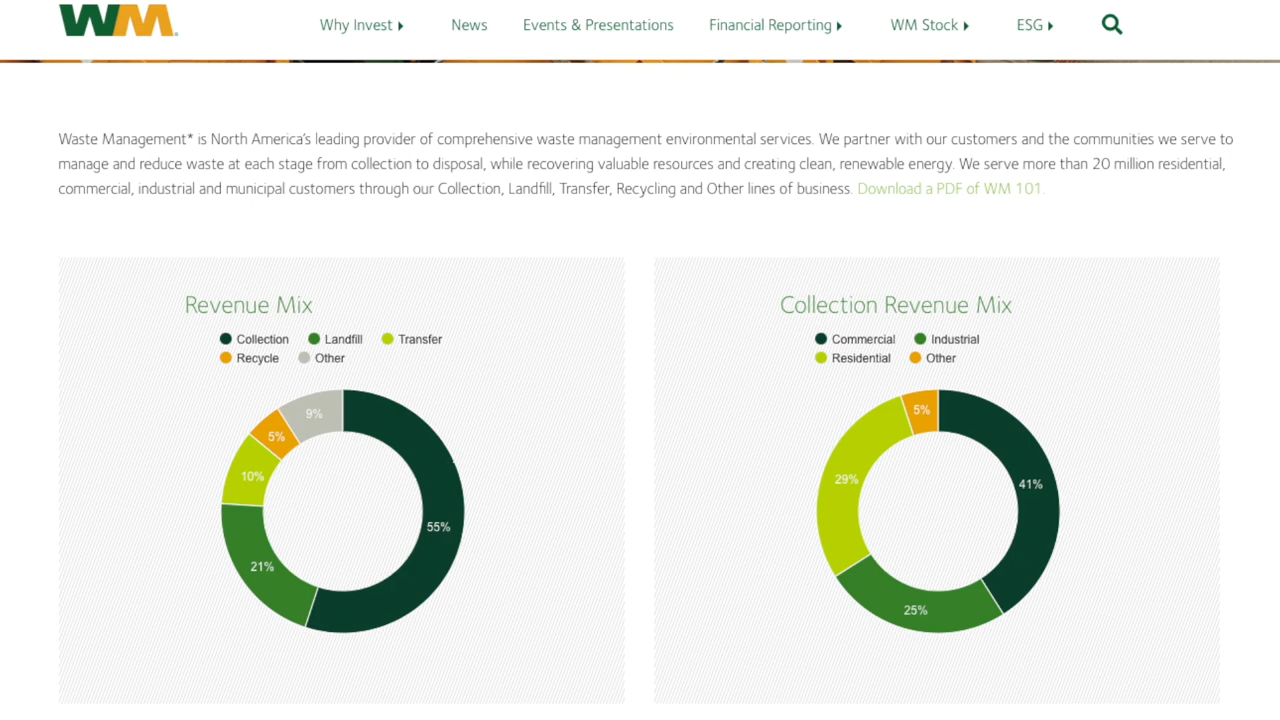 WM
Why Invest
News
Events & Presentations
Financial Reporting
WM Stock
ESG
Waste Management* is North America's leading provider of comprehensive waste management environmental services. We partner with our customers and the communities we serve to
manage and reduce waste at each stage from collection to disposal, while recovering valuable resources and creating clean, renewable energy. We serve more than 20 million residential,
commercial, industrial and municipal customers through our Collection, Landfill, Transfer, Recycling and Other lines of business. Download a PDF of WM 101.
Revenue Mix
Collection Landfill Transfer
Recycle Other
9%
5%
10%
55%
21%
Collection Revenue Mix
Commercial Industrial
Residential Other
5%
29%
41%
25%